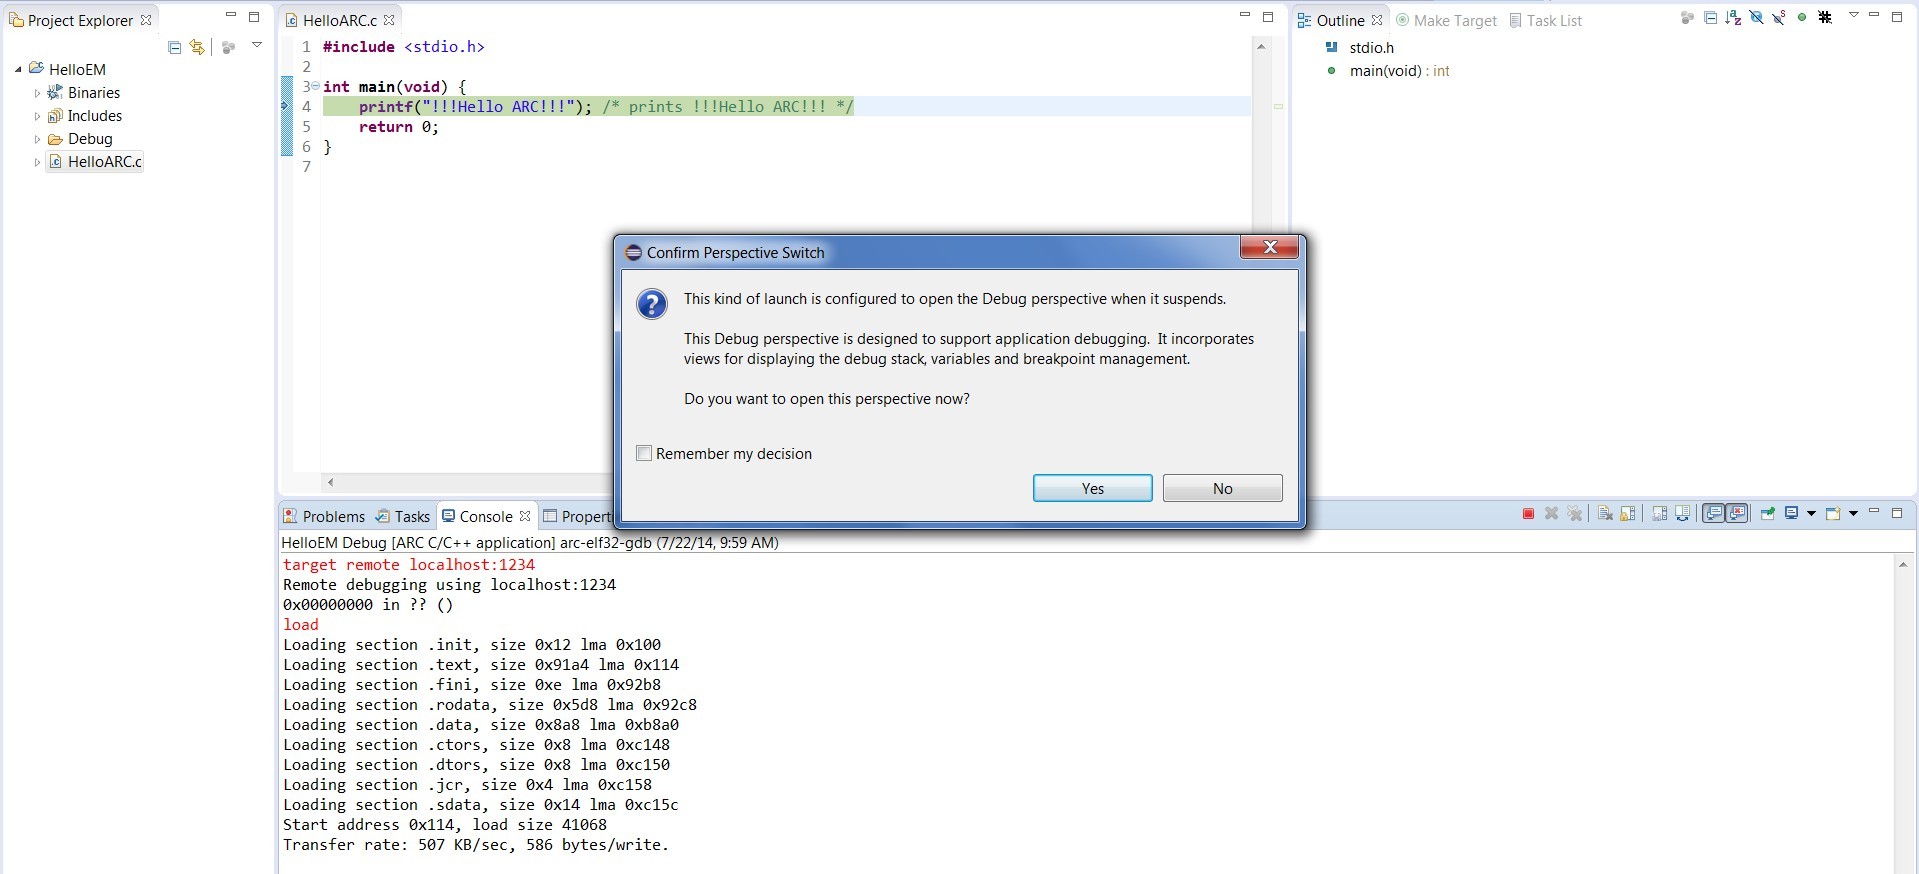 Project Explorer
HelloEM
Binaries
Includes
Debug
HelloARC.c
HelloARC.c
1 #include <stdio.h>
2
3 int main(void) {
4     printf("!!!Hello ARC!!!"); /* prints !!!Hello ARC!!! */
5     return 0;
6 }
7
Outline Make Target Task List
stdio.h
main(void) : int
Confirm Perspective Switch
This kind of launch is configured to open the Debug perspective when it suspends.
This Debug perspective is designed to support application debugging.  It incorporates
views for displaying the debug stack, variables and breakpoint management.
Do you want to open this perspective now?
Remember my decision
Yes No
Problems Tasks Console Properti
HelloEM Debug [ARC C/C++ application] arc-elf32-gdb (7/22/14, 9:59 AM)
target remote localhost:1234
Remote debugging using localhost:1234
0x00000000 in ?? ()
load
Loading section .init, size 0x12 lma 0x100
Loading section .text, size 0x91a4 lma 0x114
Loading section .fini, size 0xe lma 0x92b8
Loading section .rodata, size 0x5d8 lma 0x92c8
Loading section .data, size 0x8a8 lma 0xb8a0
Loading section .ctors, size 0x8 lma 0xc148
Loading section .dtors, size 0x8 lma 0xc150
Loading section .jcr, size 0x4 lma 0xc158
Loading section .sdata, size 0x14 lma 0xc15c
Start address 0x114, load size 41068
Transfer rate: 507 KB/sec, 586 bytes/write.